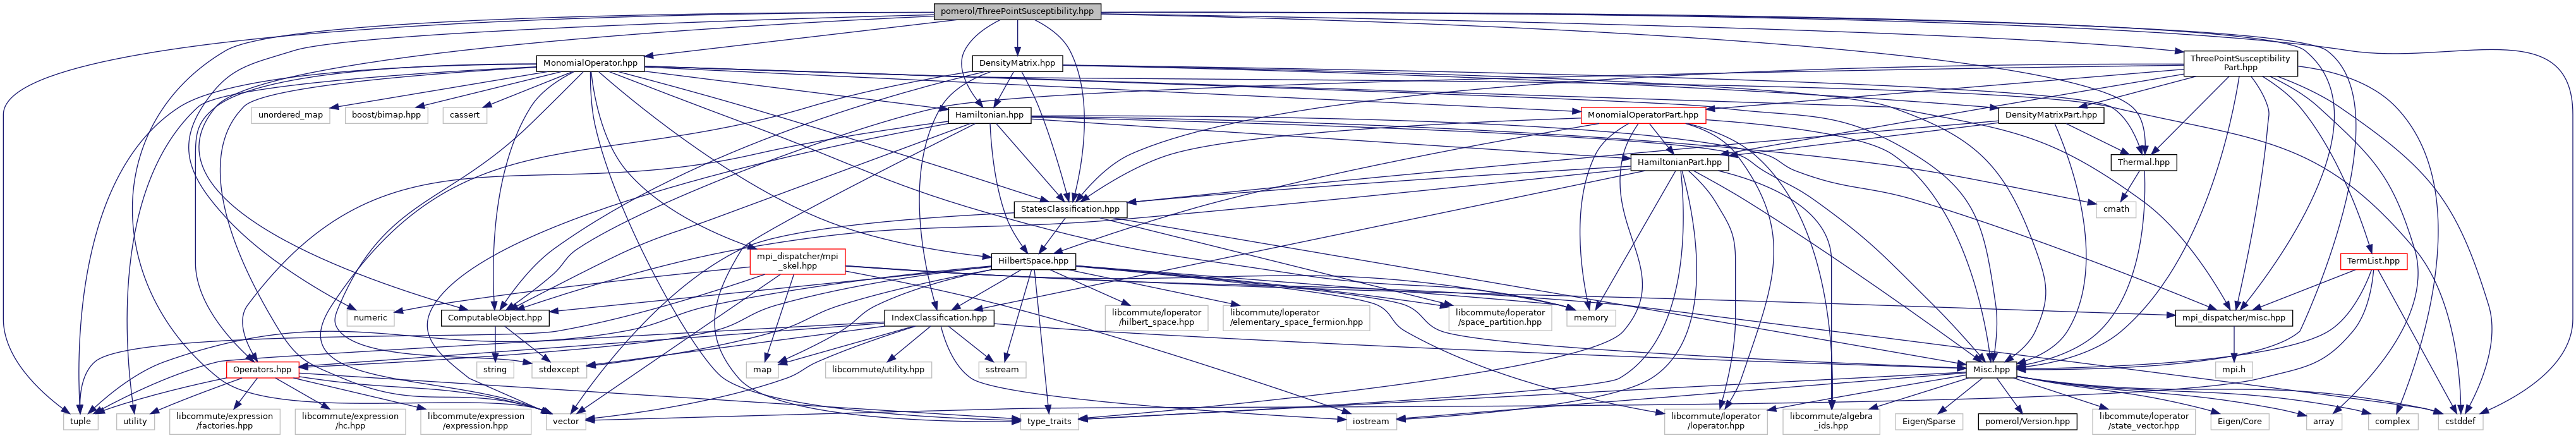 pomerol/ThreePointSusceptibility.hpp
MonomialOperator.hpp
DensityMatrix.hpp
ThreePointSusceptibility
Part.hpp
unordered_map
boost/bimap.hpp
cassert
Hamiltonian.hpp
MonomialOperatorPart.hpp
DensityMatrixPart.hpp
HamiltonianPart.hpp
Thermal.hpp
StatesClassification.hpp
cmath
mpi_dispatcher/mpi
_skel.hpp
HilbertSpace.hpp
TermList.hpp
numeric
ComputableObject.hpp
libcommute/loperator
/hilbert_space.hpp
libcommute/loperator
/elementary_space_fermion.hpp
libcommute/loperator
/space_partition.hpp
memory
IndexClassification.hpp
mpi_dispatcher/misc.hpp
Operators.hpp
string
stdexcept
map
libcommute/utility.hpp
sstream
Misc.hpp
mpi.h
tuple
utility
libcommute/expression
/factories.hpp
libcommute/expression
/hc.hpp
libcommute/expression
/expression.hpp
vector
type_traits
iostream
libcommute/loperator
/loperator.hpp
libcommute/algebra
_ids.hpp
Eigen/Sparse
pomerol/Version.hpp
libcommute/loperator
/state_vector.hpp
Eigen/Core
array
complex
cstddef